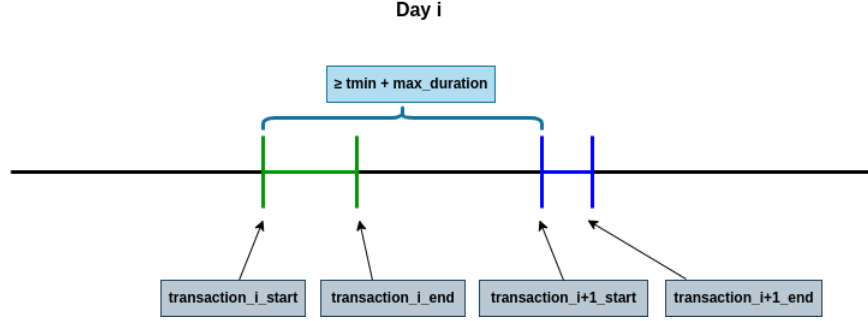 Day i
≥ tmin + max_duration
transaction_i_start
transaction_i_end
transaction_i+1_start
transaction_i+1_end